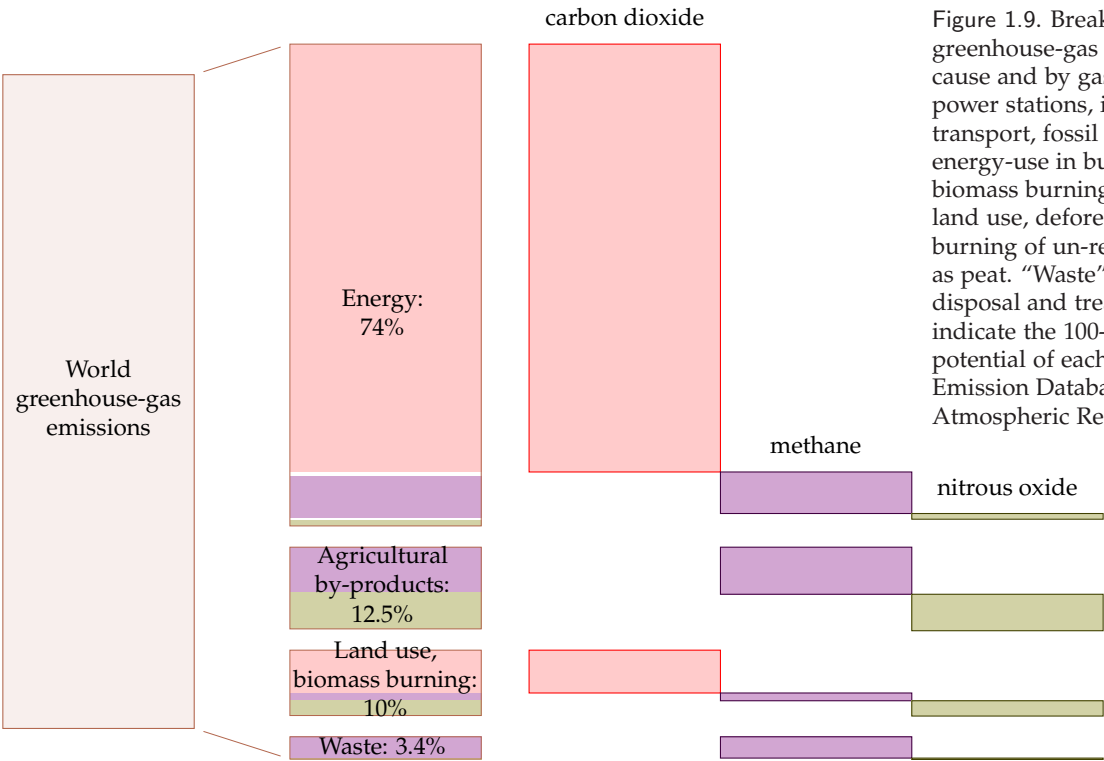 carbon dioxide
World
greenhouse-gas
emissions
Energy:
74%
methane
nitrous oxide
Agricultural
by-products:
12.5%
Land use,
biomass burning:
10%
Waste: 3.4%
Figure 1.9. Break
greenhouse-gas
cause and by gas
power stations, i
transport, fossil
energy-use in bu
biomass burning
land use, defore
burning of un-re
as peat. “Waste”
disposal and tre
indicate the 100-
potential of each
Emission Databa
Atmospheric Re